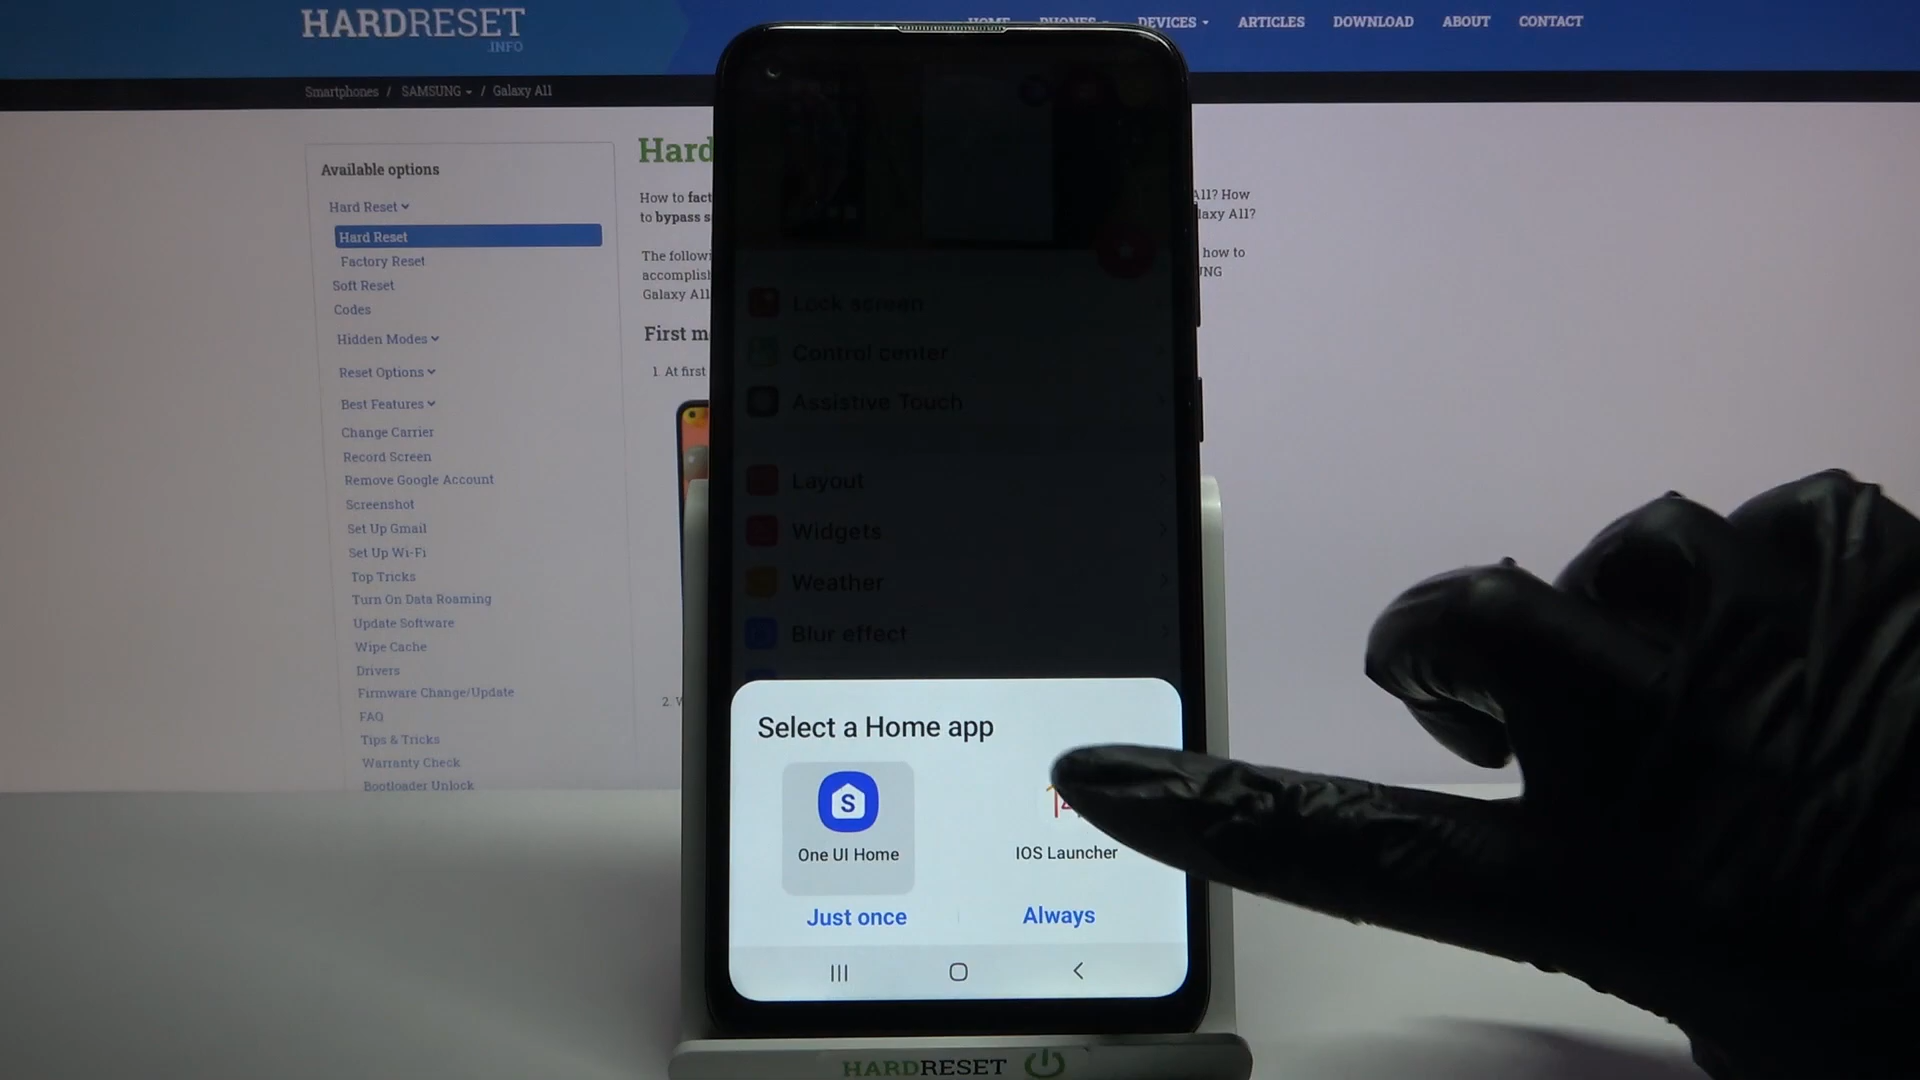 HARDRESET
.INFO
HOME
PHONES
DEVICES
ARTICLES
DOWNLOAD
ABOUT
CONTACT
Smartphones / SAMSUNG / Galaxy A11
Available options
Hard Reset
Hard Reset
Factory Reset
Soft Reset
Codes
Hidden Modes
Reset Options
Best Features
Change Carrier
Record Screen
Remove Google Account
Screenshot
Set Up Gmail
Set Up Wi-Fi
Top Tricks
Turn On Data Roaming
Update Software
Wipe Cache
Drivers
Firmware Change/Update
FAQ
Tips & Tricks
Warranty Check
Bootloader Unlock
Hard
How to fact
to bypass s
The followi
accomplis
Galaxy A11
First m
1. At first
2. W
A11? How
laxy A11?
how to
NG
Lock screen
Control center
Assistive Touch
Layout
Widgets
Weather
Blur effect
Select a Home app
S
One UI Home
IOS Launcher
Just once
Always
HARDRESET